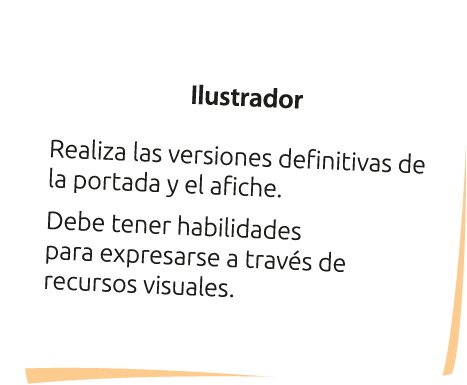 Ilustrador
Realiza las versiones definitivas de
la portada y el afiche.
Debe tener habilidades
para expresarse a través de
recursos visuales.